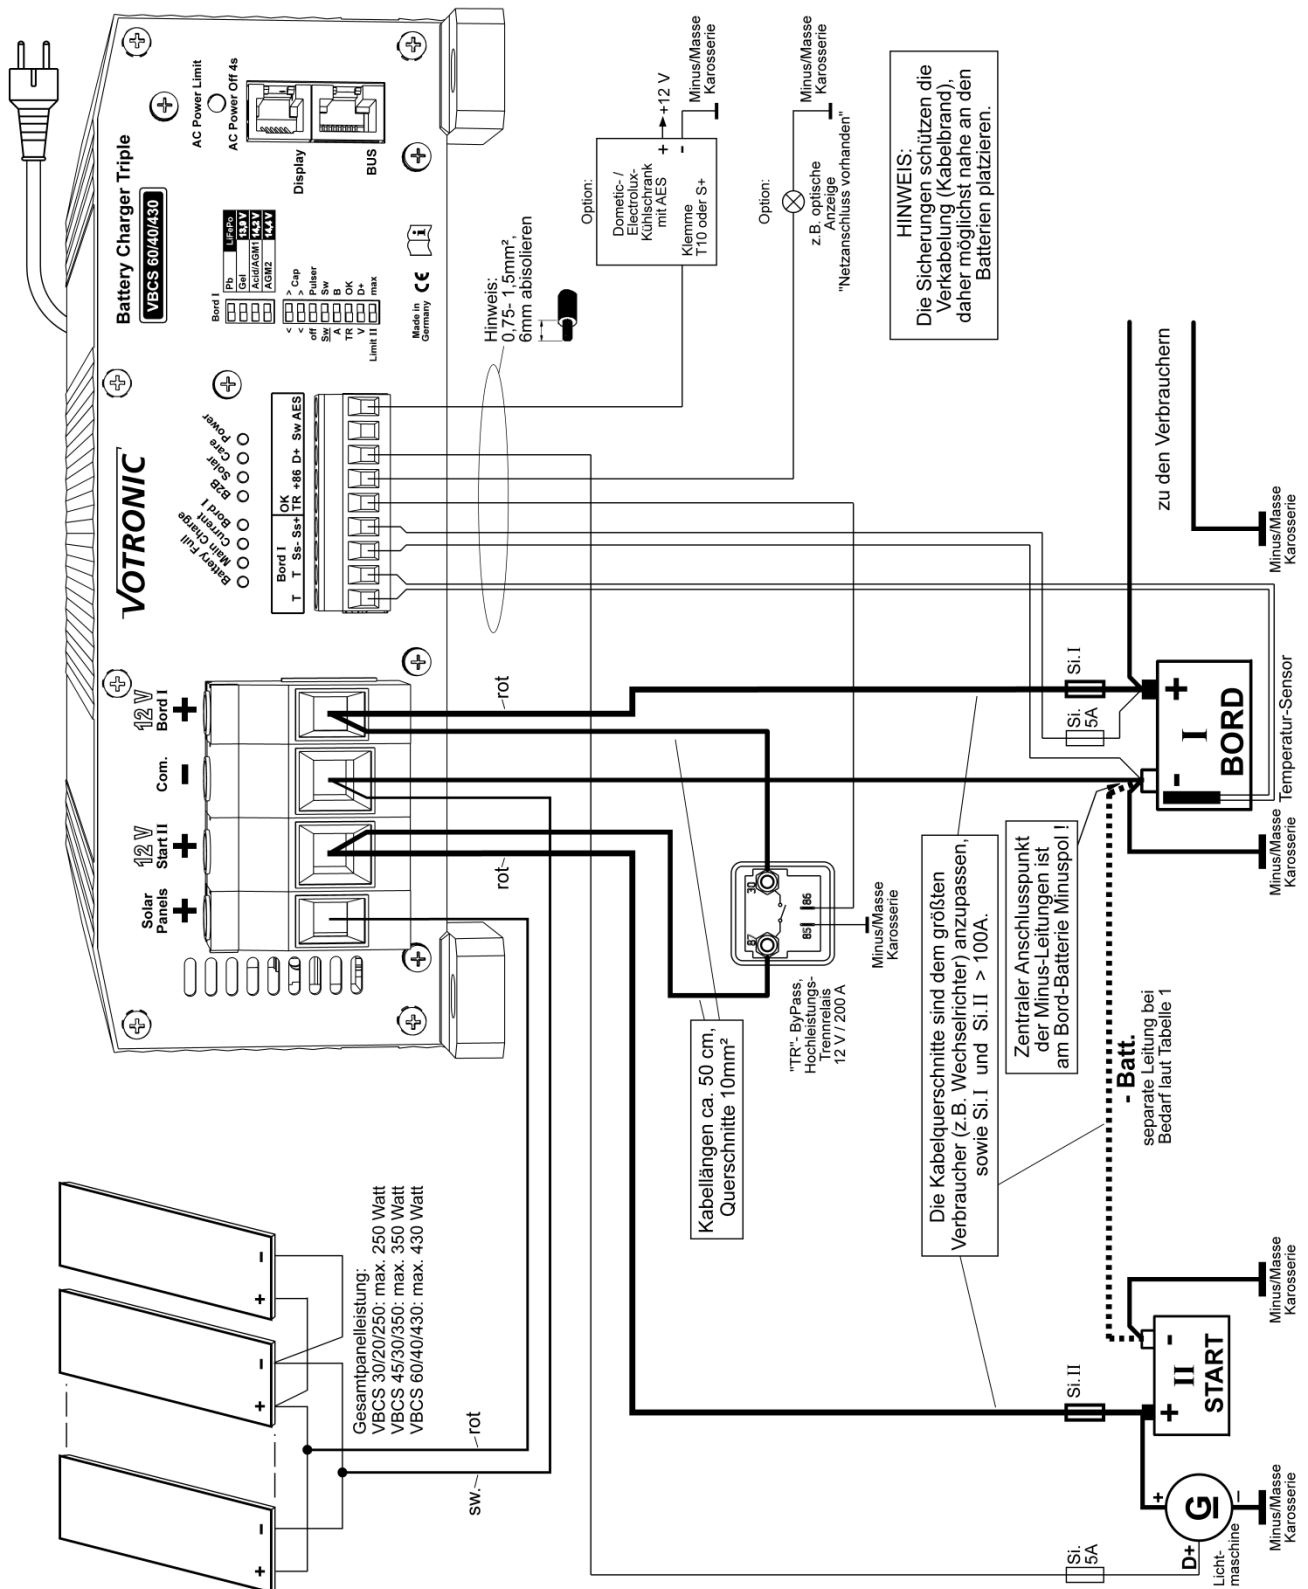 Battery Charger Triple
VBCS 60/40/430
AC Power Limit
AC Power Off 4s
Display
BUS
VOTRONIC
Bord I
Pb
LiFePo
Gel
13,9 V
Acid/AGM1
14,2 V
AGM2
14,4 V
< > Cap
< > Cap
off Pulser
Sw Sw
A B
TR OK
V D+
Limit II max
Made in
Germany
CE
Battery Full
Main Charge
Current
Bord I
B2B
Solar
Care
Power
Bord I
OK
T T Ss- Ss+ TR +86 D+ Sw AES
Solar
Panels
+
12 V
Start II
+
Com.
-
12 V
Bord I
+
Hinweis:
0,75- 1,5mm²,
6mm abisolieren
Option:
Dometic- /
Electrolux-
Kühlschrank
mit AES
Klemme
T10 oder S+
+
-
+12 V
Minus/Masse
Karosserie
Option:
z.B. optische
Anzeige
"Netzanschluss vorhanden"
Minus/Masse
Karosserie
HINWEIS:
Die Sicherungen schützen die
Verkabelung (Kabelbrand),
daher möglichst nahe an den
Batterien platzieren.
zu den Verbrauchern
Minus/Masse
Karosserie
rot
rot
Kabellängen ca. 50 cm,
Querschnitte 10mm²
87
30
85
86
Minus/Masse
Karosserie
"TR"- ByPass,
Hochleistungs-
Trennrelais
12 V / 200 A
Die Kabelquerschnitte sind dem größten
Verbraucher (z.B. Wechselrichter) anzupassen,
sowie Si.I und Si.II > 100A.
Zentraler Anschlusspunkt
der Minus-Leitungen ist
am Bord-Batterie Minuspol !
- Batt.
separate Leitung bei
Bedarf laut Tabelle 1
Si.I
Si.
5A
- +
I
BORD
Temperatur-Sensor
Minus/Masse
Karosserie
+ -
+ -
+ -
Gesamtpanelleistung:
VBCS 30/20/250: max. 250 Watt
VBCS 45/30/350: max. 350 Watt
VBCS 60/40/430: max. 430 Watt
sw.
rot
Si.II
+ -
II
START
Minus/Masse
Karosserie
Si.
5A
D+
+
G
-
Licht-
maschine
Minus/Masse
Karosserie